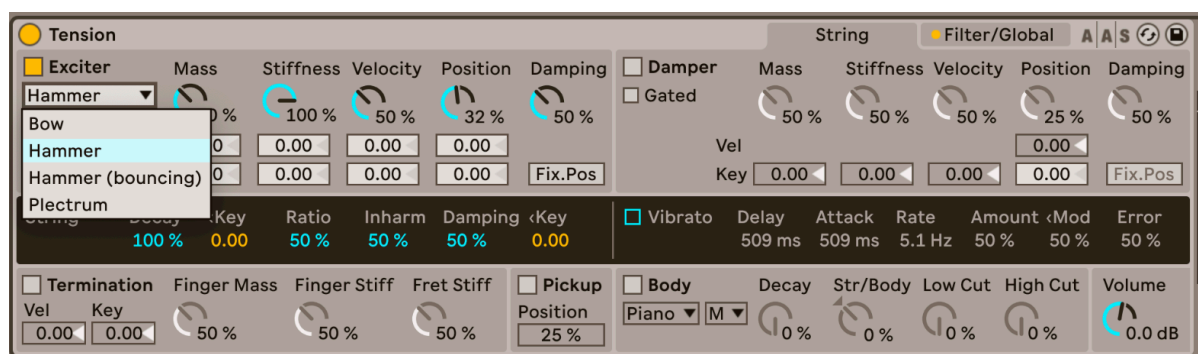 Tension String Filter/Global A A S
Exciter Mass Stiffness Velocity Position Damping Damper Mass Stiffness Velocity Position Damping
Hammer 0 % 100 % 50 % 32 % 50 % Gated 50 % 50 % 50 % 25 % 50 %
Bow
Hammer 0 0.00 0.00 0.00 Vel 0.00
Hammer (bouncing) 0 0.00 0.00 0.00 Fix.Pos Key 0.00 0.00 0.00 0.00 Fix.Pos
Plectrum
String Decay ‹Key Ratio Inharm Damping ‹Key Vibrato Delay Attack Rate Amount ‹Mod Error
100 % 0.00 50 % 50 % 50 % 0.00 509 ms 509 ms 5.1 Hz 50 % 50 % 50 %
Termination Finger Mass Finger Stiff Fret Stiff Pickup Body Decay Str/Body Low Cut High Cut Volume
Vel Key Position Piano M
0.00 0.00 50 % 50 % 50 % 25 % 0 % 0 % 0 % 0 % 0.0 dB